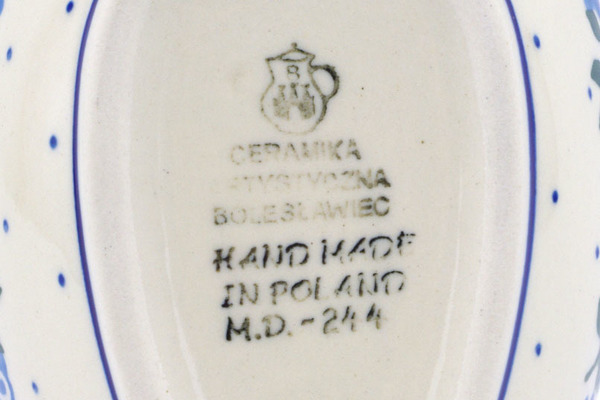 B
CERAMIKA
ARTYSTYCZNA
BOLESŁAWIEC
HAND MADE
IN POLAND
M.D.-244